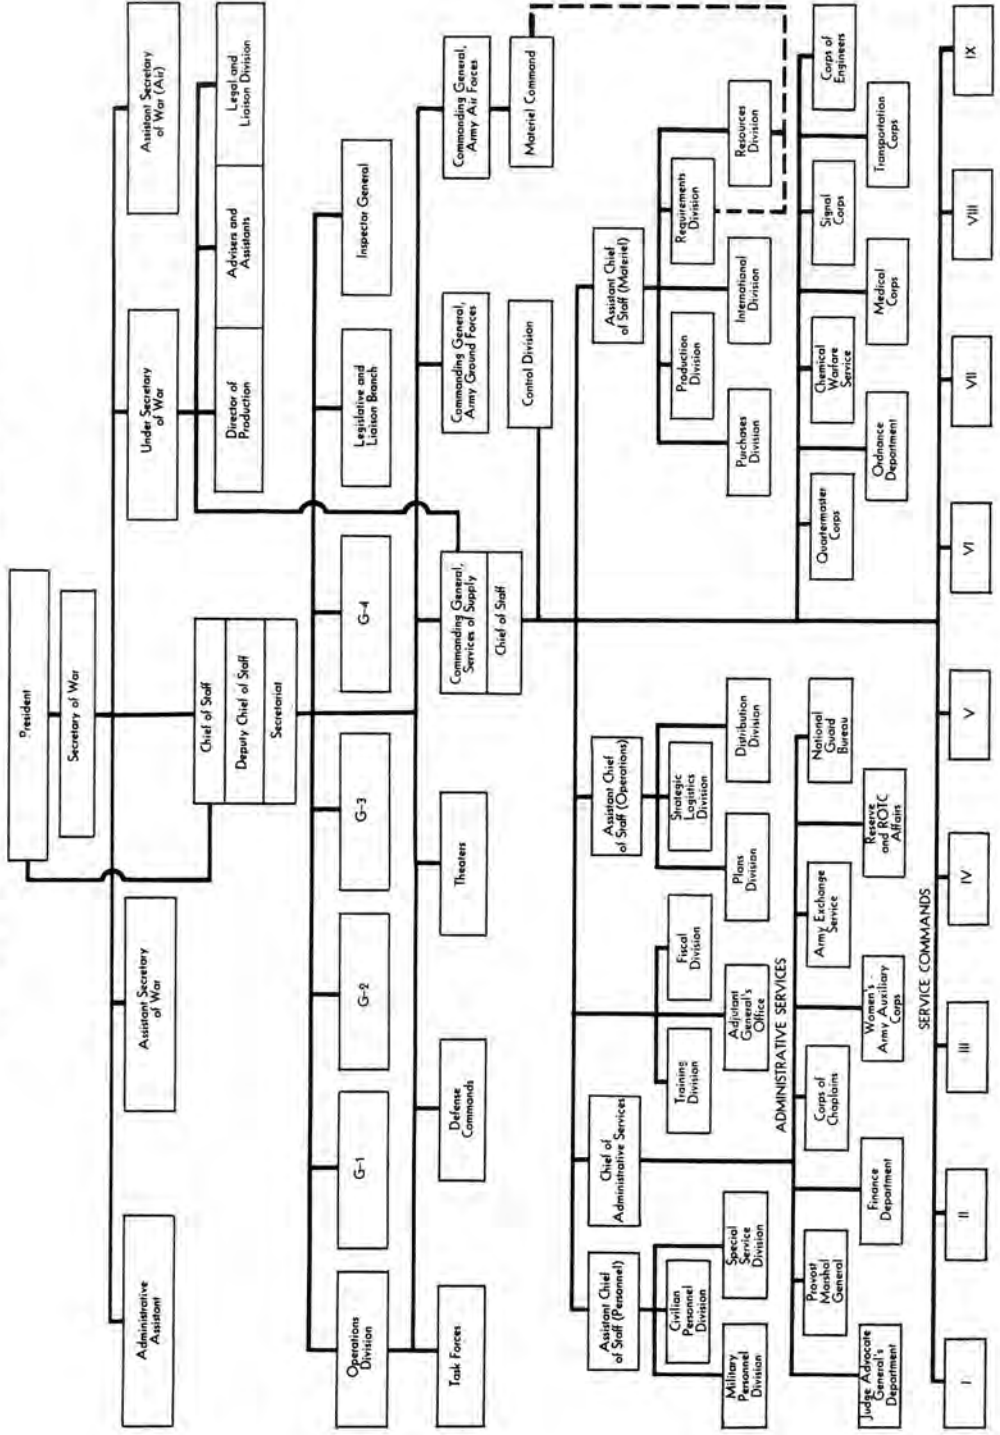 President
Secretary of War
Administrative
Assistant
Assistant Secretary
of War
Under Secretary
of War
Assistant Secretary
of War (Air)
Chief of Staff
Deputy Chief of Staff
Secretariat
Director of
Production
Advisers and
Assistants
Legal and
Liaison Division
Operations
Division
G-1
G-2
G-3
G-4
Legislative and
Liaison Branch
Inspector General
Task Forces
Defense
Commands
Theaters
Commanding General,
Services of Supply
Chief of Staff
Commanding General,
Army Ground Forces
Commanding General,
Army Air Forces
Control Division
Materiel Command
Assistant Chief
of Staff (Personnel)
Chief of
Administrative Services
Assistant Chief
of Staff (Operations)
Assistant Chief
of Staff (Materiel)
Military
Personnel
Division
Civilian
Personnel
Division
Special
Service
Division
Training
Division
Adjutant
General's
Office
Fiscal
Division
Plans
Division
Strategic
Logistics
Division
Distribution
Division
Purchases
Division
Production
Division
International
Division
Requirements
Division
Resources
Division
ADMINISTRATIVE SERVICES
Judge Advocate
General's
Department
Provost
Marshal
General
Finance
Department
Corps of
Chaplains
Women's
Army Auxiliary
Corps
Army Exchange
Service
Reserve
and ROTC
Affairs
National
Guard
Bureau
Quartermaster
Corps
Ordnance
Department
Chemical
Warfare
Service
Medical
Corps
Signal
Corps
Transportation
Corps
Corps of
Engineers
SERVICE COMMANDS
I
II
III
IV
V
VI
VII
VIII
IX